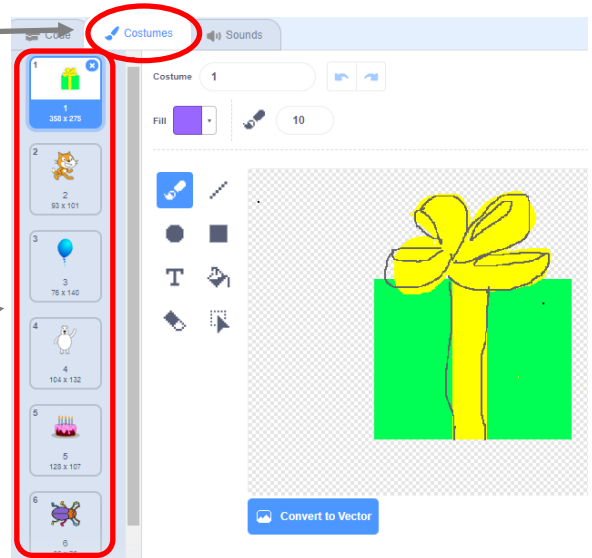 Code
Costumes
Sounds
Costume
1
Fill
10
1
1
358 x 275
2
2
93 x 101
3
3
76 x 140
4
4
104 x 132
5
5
128 x 107
6
6
T
Convert to Vector